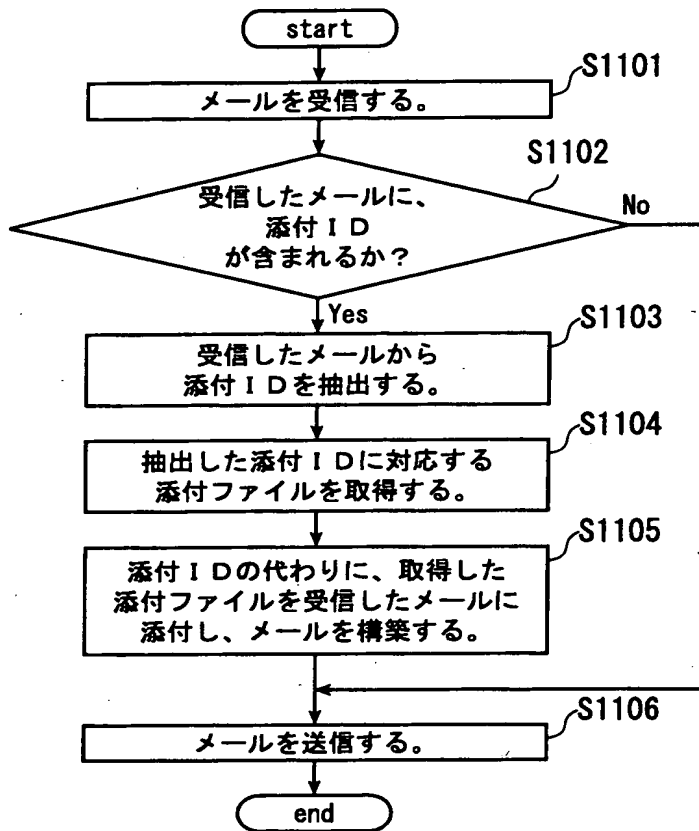 start
S1101
メールを受信する。
S1102
受信したメールに、
添付ＩＤ
が含まれるか？
No
Yes
S1103
受信したメールから
添付ＩＤを抽出する。
S1104
抽出した添付ＩＤに対応する
添付ファイルを取得する。
S1105
添付ＩＤの代わりに、取得した
添付ファイルを受信したメールに
添付し、メールを構築する。
S1106
メールを送信する。
end